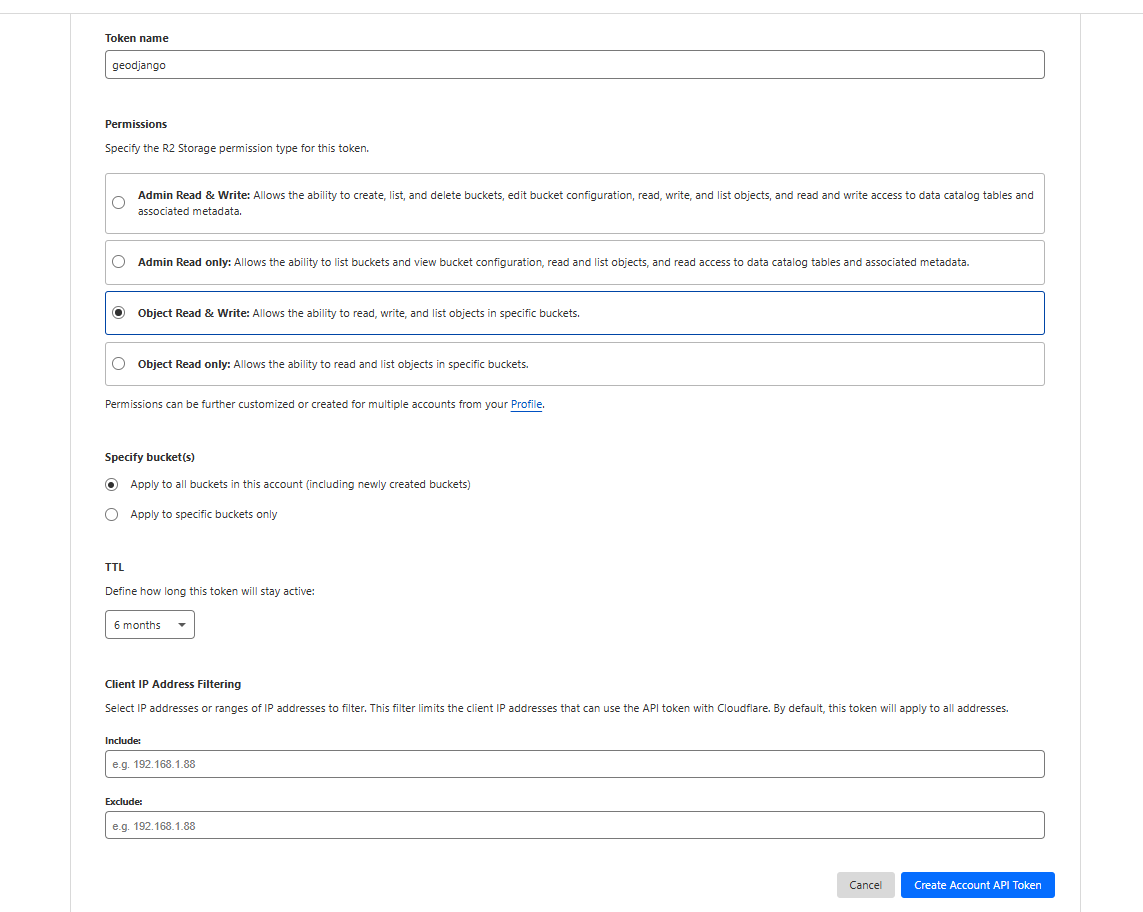 Token name
geodjango
Permissions
Specify the R2 Storage permission type for this token.
Admin Read & Write: Allows the ability to create, list, and delete buckets, edit bucket configuration, read, write, and list objects, and read and write access to data catalog tables and
associated metadata.
Admin Read only: Allows the ability to list buckets and view bucket configuration, read and list objects, and read access to data catalog tables and associated metadata.
Object Read & Write: Allows the ability to read, write, and list objects in specific buckets.
Object Read only: Allows the ability to read and list objects in specific buckets.
Permissions can be further customized or created for multiple accounts from your Profile.
Specify bucket(s)
Apply to all buckets in this account (including newly created buckets)
Apply to specific buckets only
TTL
Define how long this token will stay active:
6 months
Client IP Address Filtering
Select IP addresses or ranges of IP addresses to filter. This filter limits the client IP addresses that can use the API token with Cloudflare. By default, this token will apply to all addresses.
Include:
e.g. 192.168.1.88
Exclude:
e.g. 192.168.1.88
Cancel
Create Account API Token